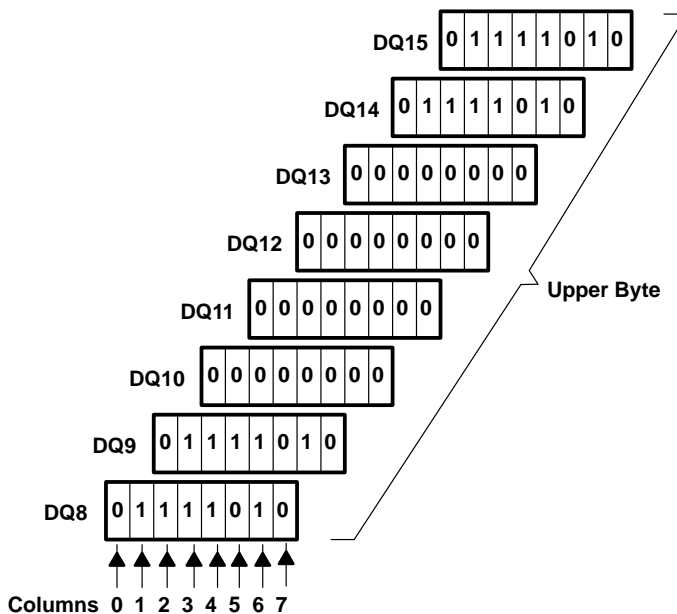 DQ15 0 1 1 1 1 0 1 0
DQ14 0 1 1 1 1 0 1 0
DQ13 0 0 0 0 0 0 0 0
DQ12 0 0 0 0 0 0 0 0
Upper Byte
DQ11 0 0 0 0 0 0 0 0
DQ10 0 0 0 0 0 0 0 0
DQ9 0 1 1 1 1 0 1 0
DQ8 0 1 1 1 1 0 1 0
Columns 0 1 2 3 4 5 6 7